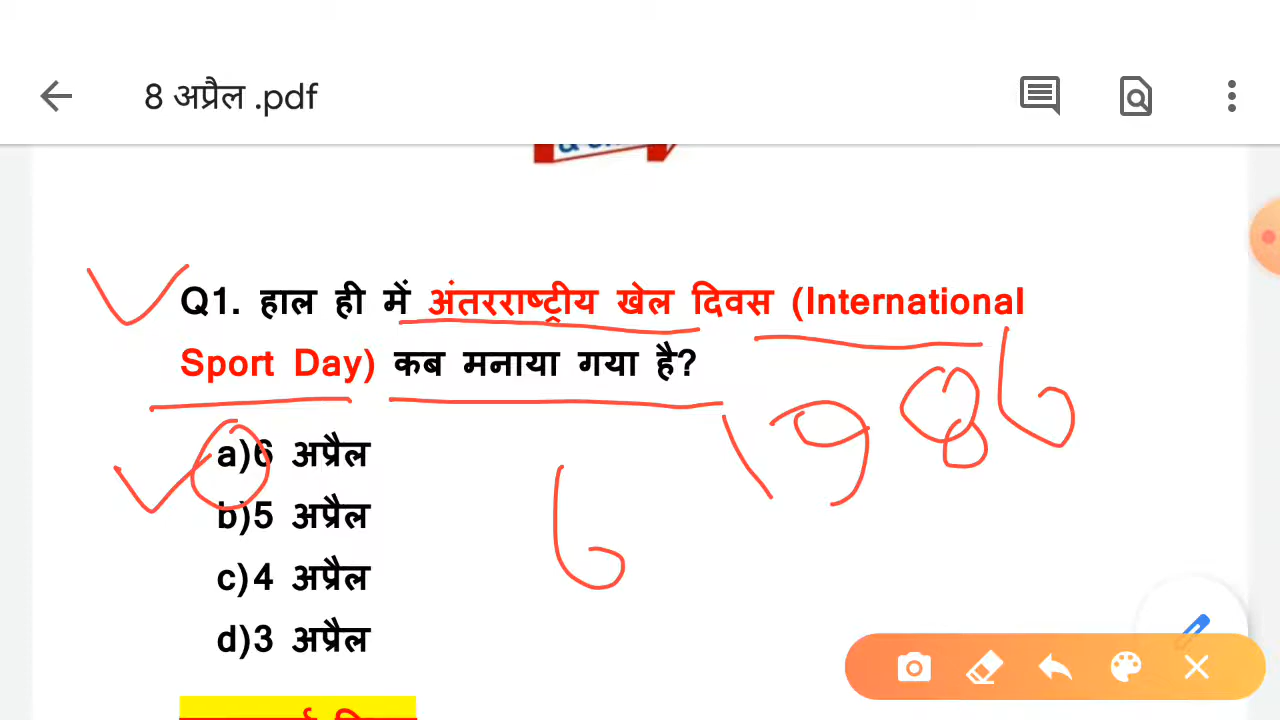 8 अप्रैल .pdf
Q1. हाल ही में अंतरराष्ट्रीय खेल दिवस (International
Sport Day) कब मनाया गया है?
1986
a)6 अप्रैल
b)5 अप्रैल
6
c)4 अप्रैल
d)3 अप्रैल